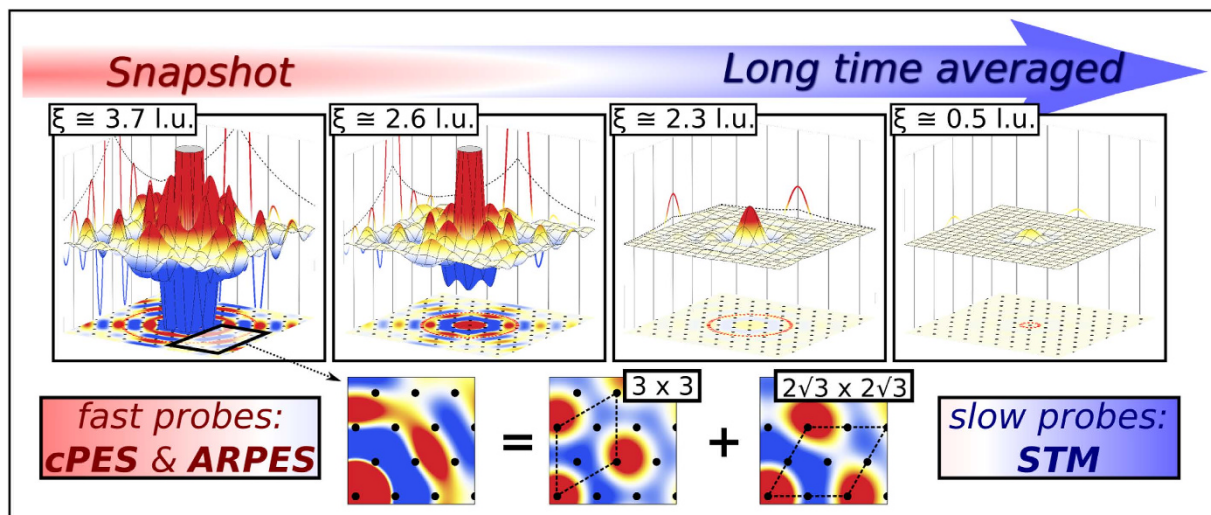 Snapshot
Long time averaged
ξ ≅ 3.7 l.u.
ξ ≅ 2.6 l.u.
ξ ≅ 2.3 l.u.
ξ ≅ 0.5 l.u.
fast probes:
cPES & ARPES
=
3 x 3
+
2√3 x 2√3
slow probes:
STM